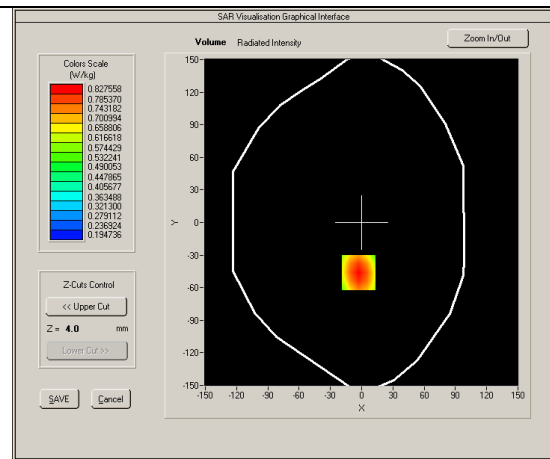 SAR Visualisation Graphical Interface
Volume Radiated Intensity
Zoom In/Out
Colors Scale
(W/kg)
0.827558
0.785370
0.743182
0.700994
0.658806
0.616618
0.574429
0.532241
0.490053
0.447865
0.405677
0.363488
0.321300
0.279112
0.236924
0.194736
Z-Cuts Control
<< Upper Cut
Z = 4.0 mm
Lower Cut >>
SAVE Cancel
150
120
90
60
30
0
-30
-60
-90
-120
-150
Y
-150 -120 -90 -60 -30 0 30 60 90 120 150
X